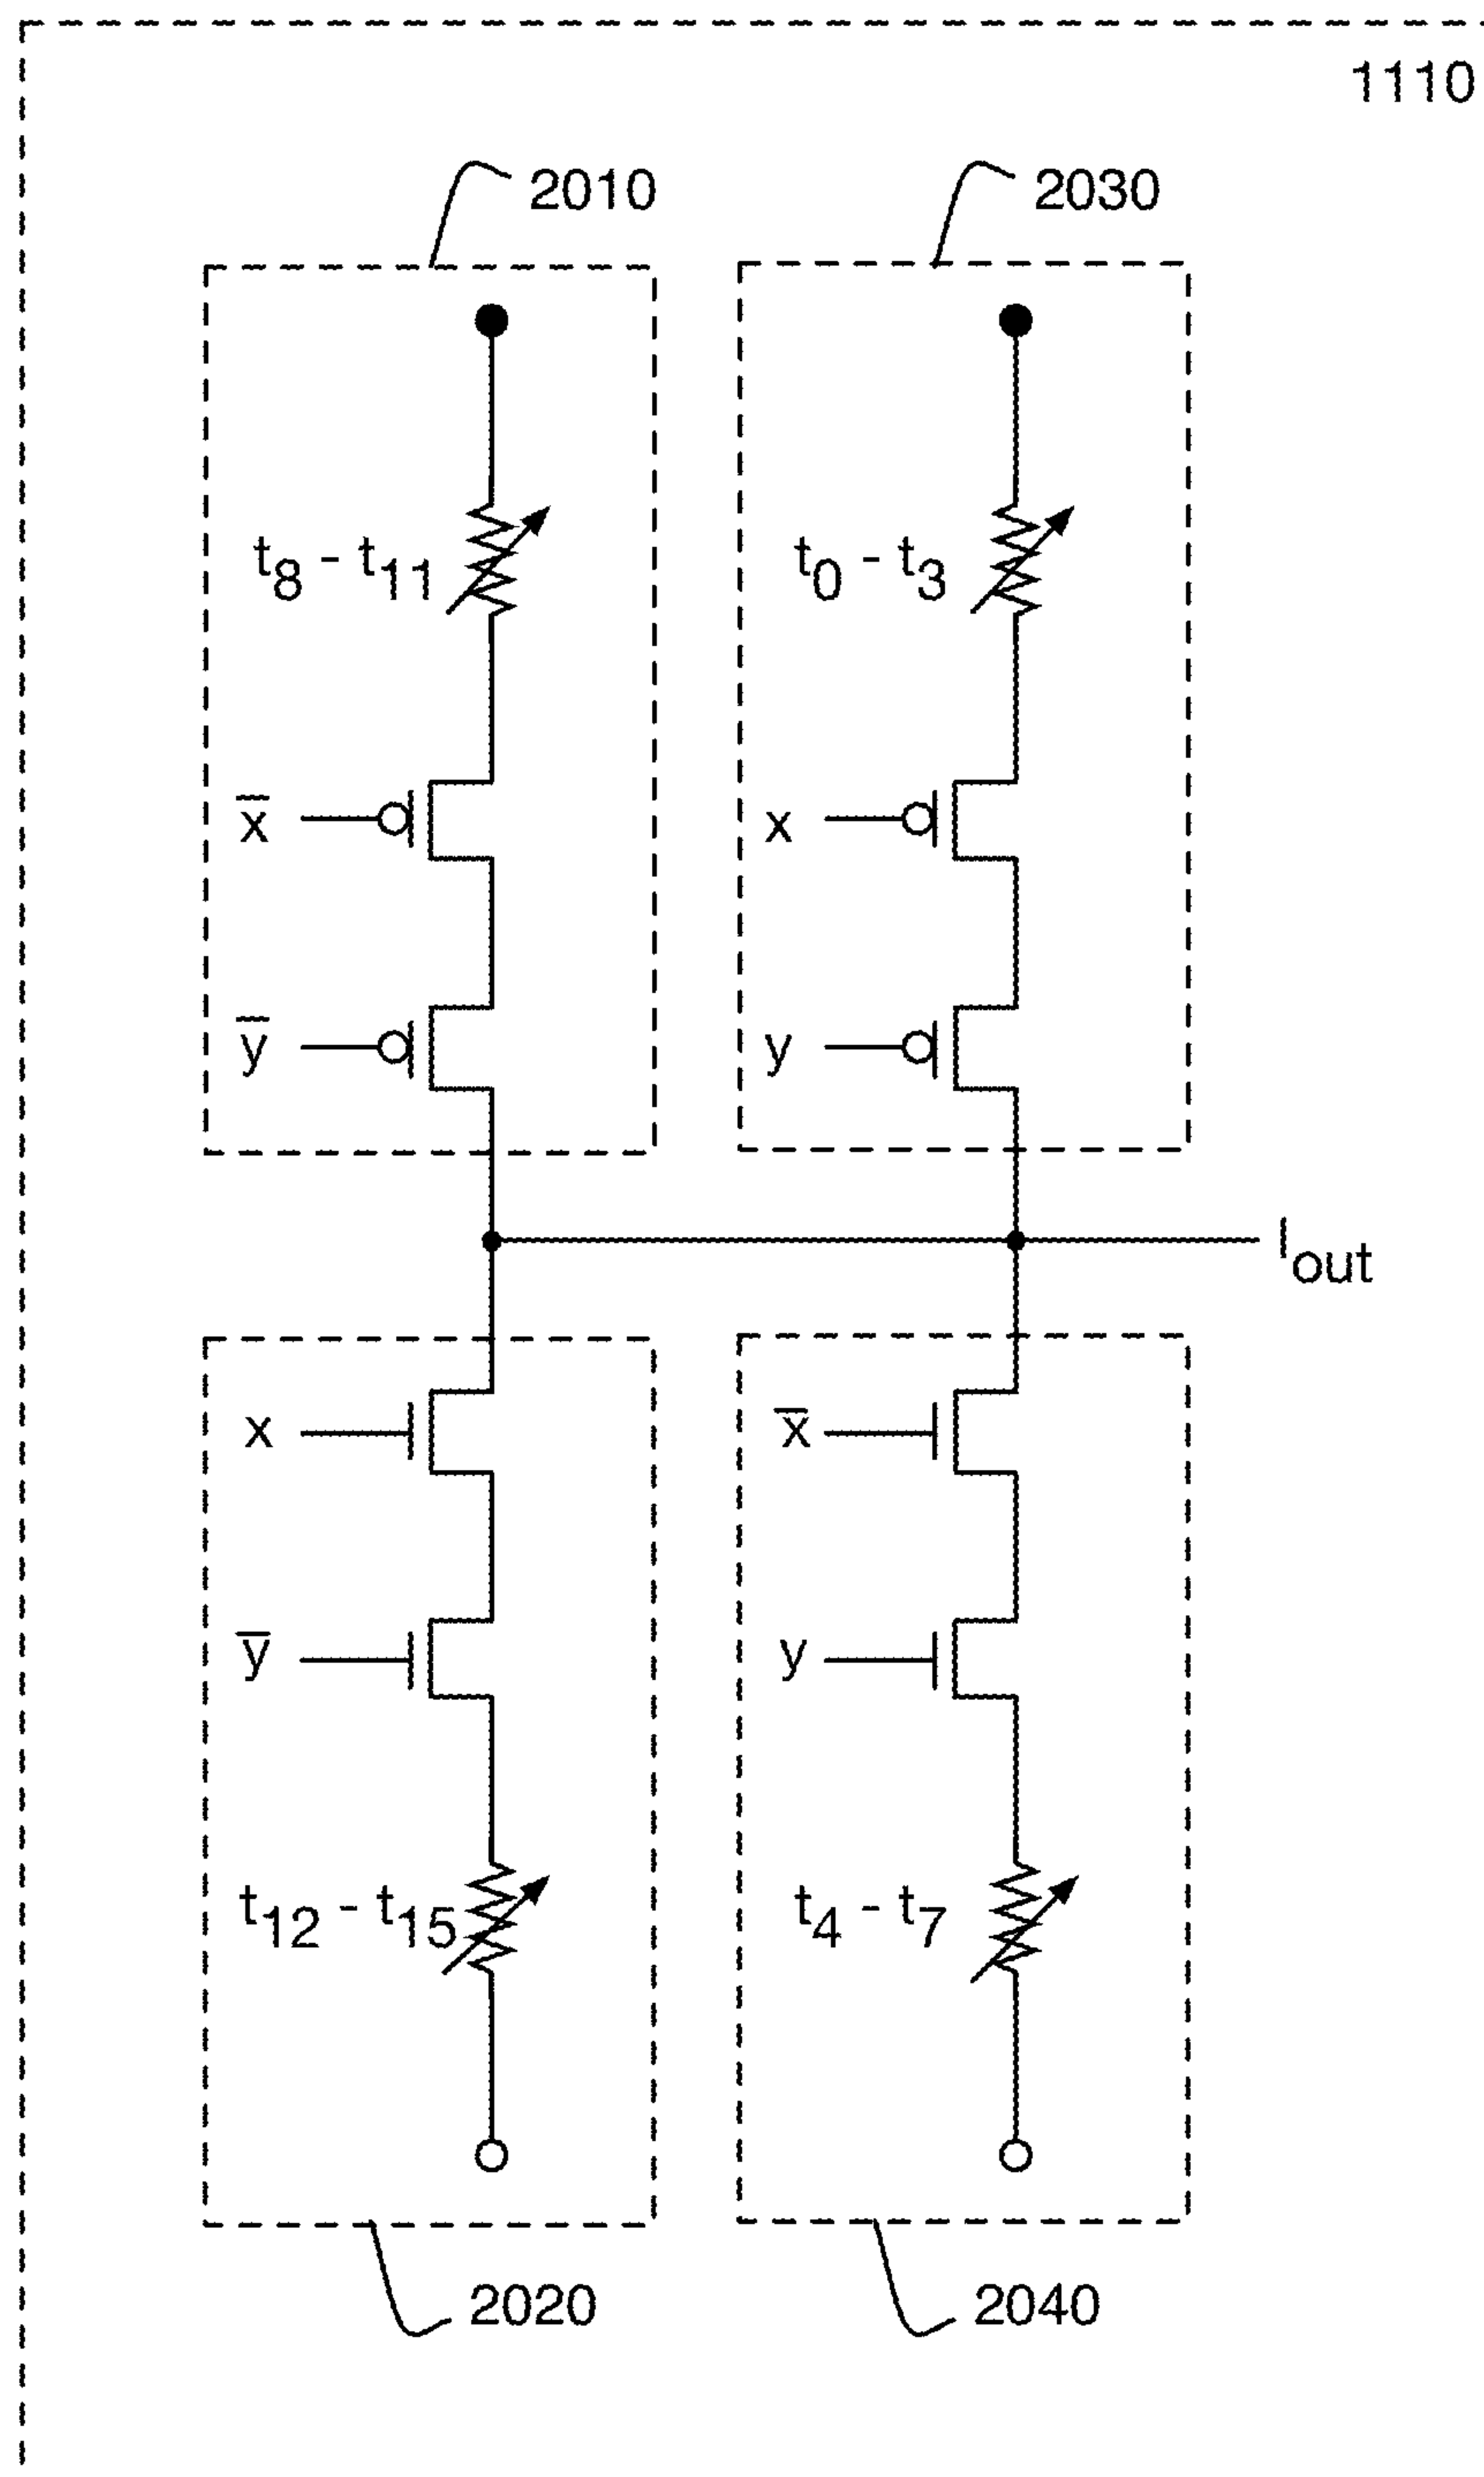 1110
2010
2030
t8 - t11
t0 - t3
x̅
x
y̅
y
Iout
x
x̅
y̅
y
t12 - t15
t4 - t7
2020
2040